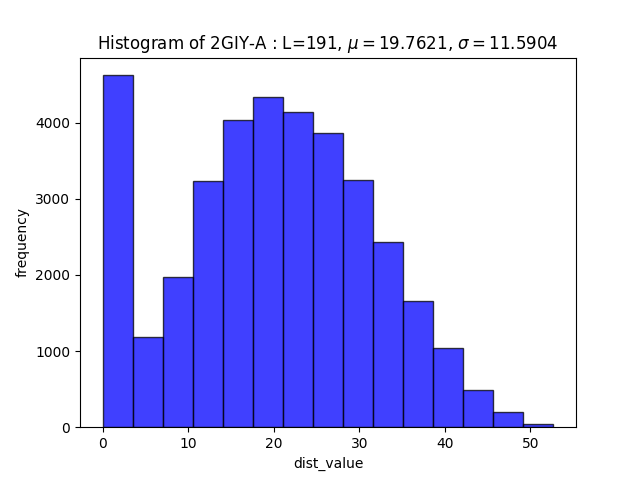 Histogram of 2GIY-A : L=191, μ = 19.7621, σ = 11.5904
frequency
4000
3000
2000
1000
0
0 10 20 30 40 50
dist_value